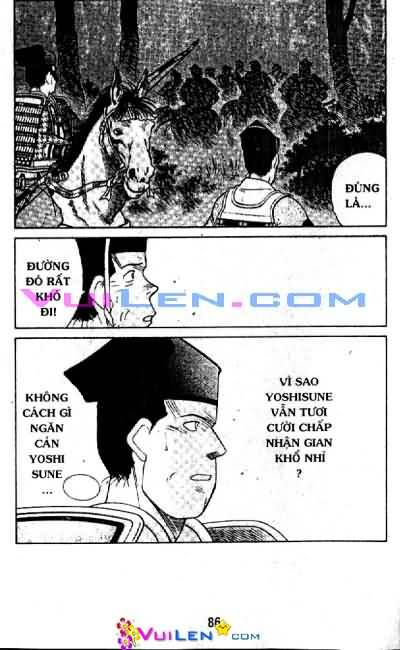 ĐÚNG
LÀ...
ĐƯỜNG
ĐÓ RẤT
KHÓ
ĐI!
VUILEN.COM
VÌ SAO
YOSHISUNE
VẪN TƯƠI
CƯỜI CHẤP
NHẬN GIAN
KHỔ NHỈ
?
KHÔNG
CÁCH GÌ
NGĂN
CẢN
YOSHI
SUNE
...
86
VUILEN
.COM